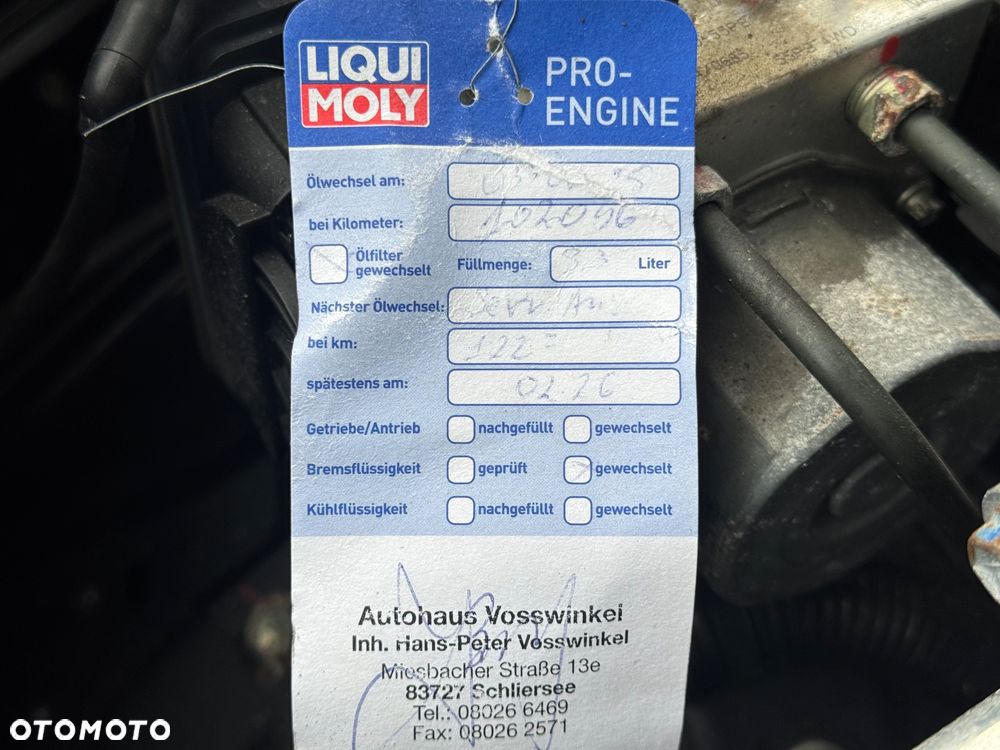 LIQUI
MOLY
PRO-
ENGINE
Ölwechsel am:
bei Kilometer: 102096
Ölfilter
gewechselt
Füllmenge: Liter
Nächster Ölwechsel:
bei km: 122
spätestens am: 02.26
Getriebe/Antrieb nachgefüllt gewechselt
Bremsflüssigkeit geprüft gewechselt
Kühlflüssigkeit nachgefüllt gewechselt
Autohaus Vosswinkel
Inh. Hans-Peter Vosswinkel
Miesbacher Straße 13e
83727 Schliersee
Tel.: 08026 6469
Fax: 08026 2571
OTOMOTO